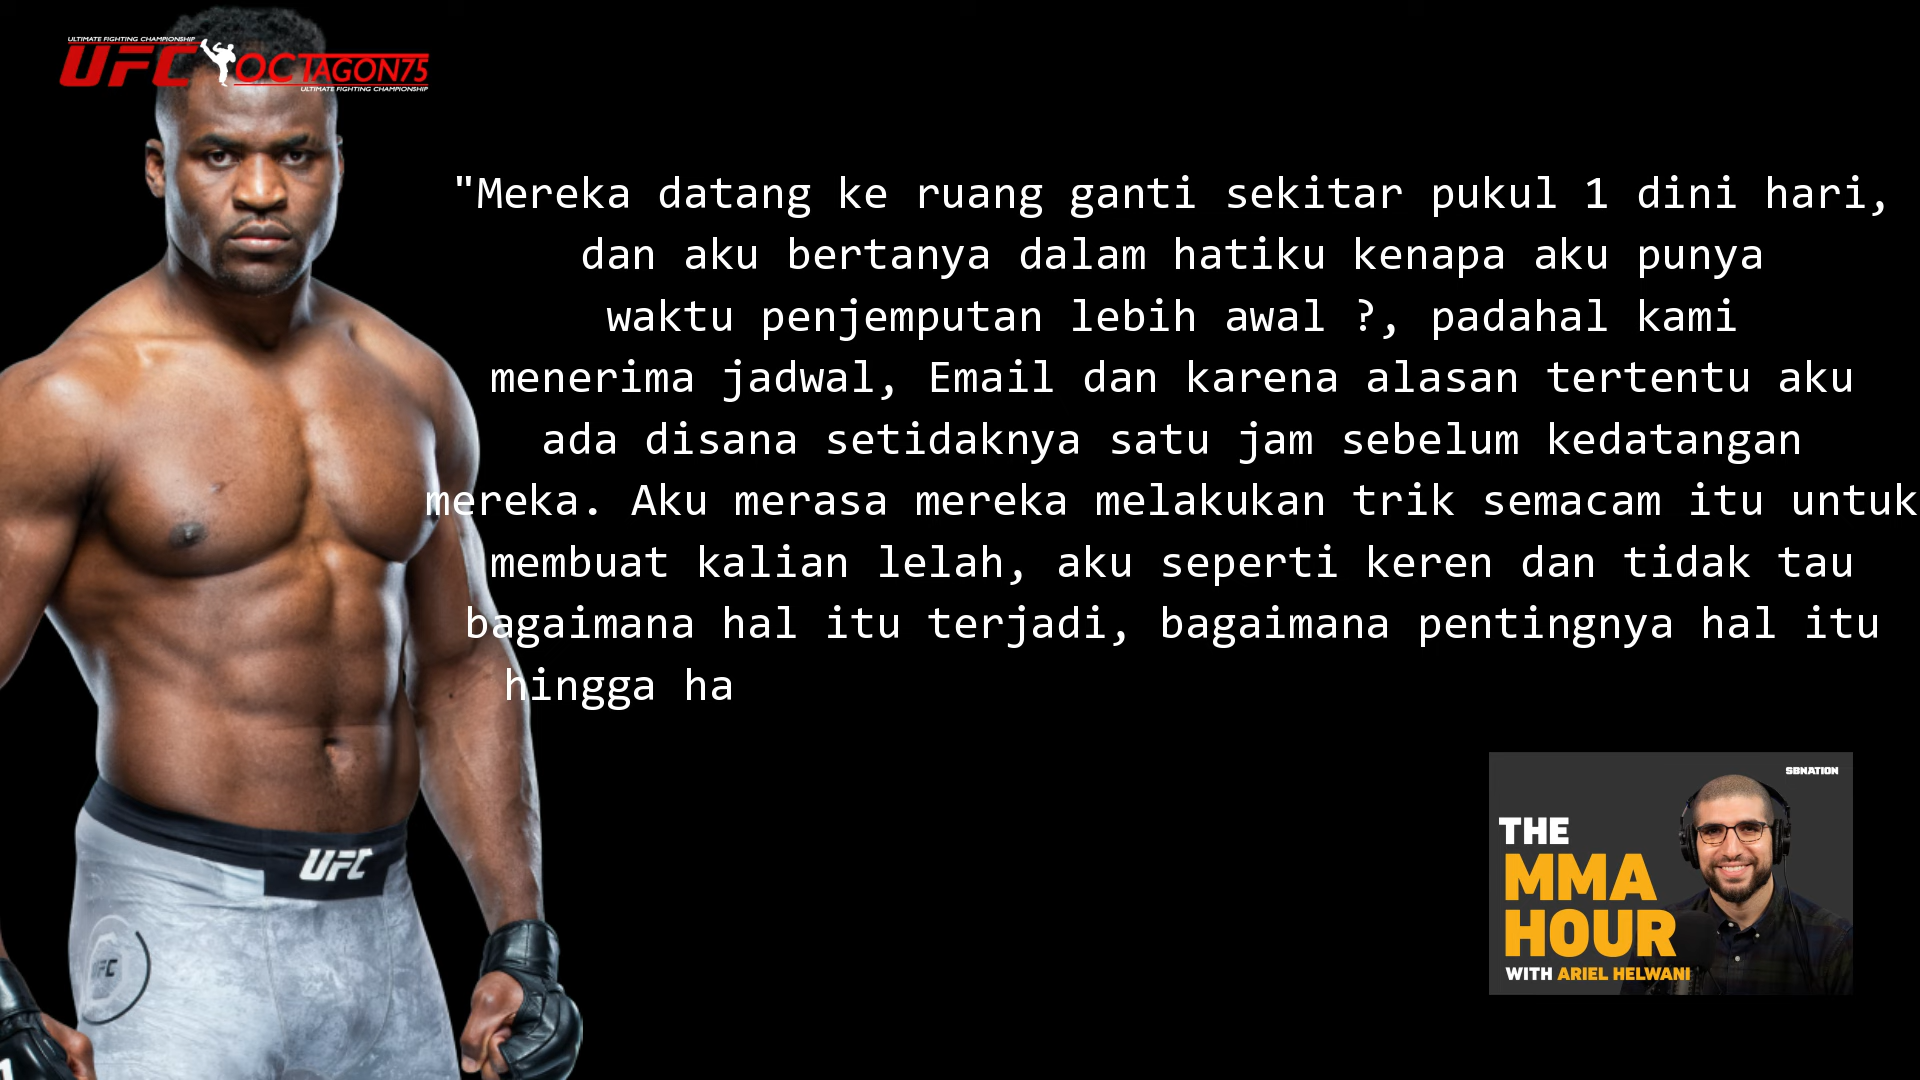 ULTIMATE FIGHTING CHAMPIONSHIP
UFC OCTAGON75
ULTIMATE FIGHTING CHAMPIONSHIP
"Mereka datang ke ruang ganti sekitar pukul 1 dini hari,
dan aku bertanya dalam hatiku kenapa aku punya
waktu penjemputan lebih awal ?, padahal kami
menerima jadwal, Email dan karena alasan tertentu aku
ada disana setidaknya satu jam sebelum kedatangan
mereka. Aku merasa mereka melakukan trik semacam itu untuk
membuat kalian lelah, aku seperti keren dan tidak tau
bagaimana hal itu terjadi, bagaimana pentingnya hal itu
hingga ha
SBNATION
THE
MMA
HOUR
WITH ARIEL HELWANI
UFC
UFC